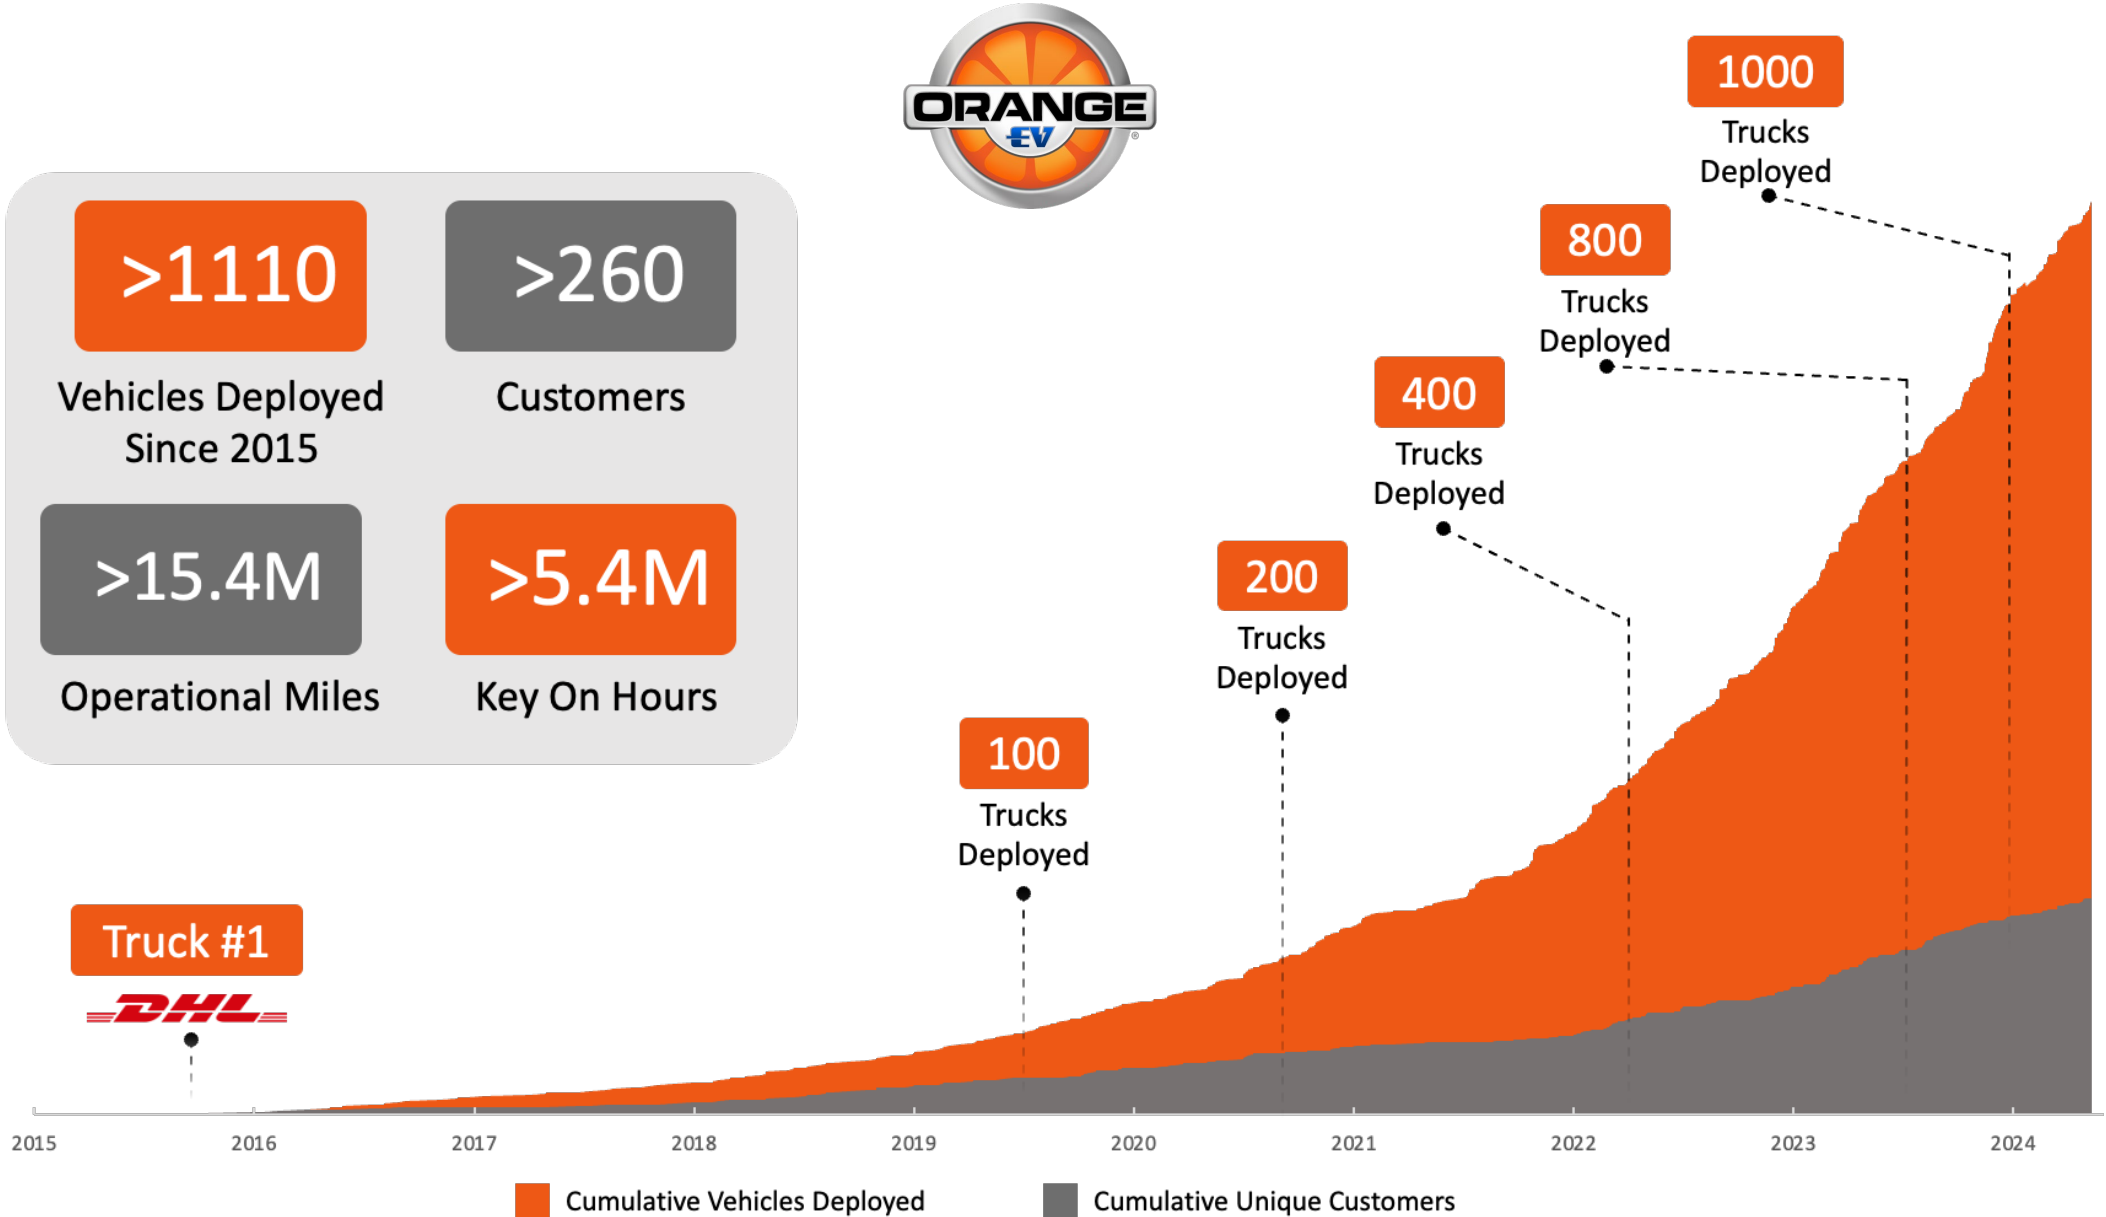 ORANGE
EV
®
>1110
Vehicles Deployed
Since 2015
>260
Customers
>15.4M
Operational Miles
>5.4M
Key On Hours
Truck #1
DHL
100
Trucks
Deployed
200
Trucks
Deployed
400
Trucks
Deployed
800
Trucks
Deployed
1000
Trucks
Deployed
2015 2016 2017 2018 2019 2020 2021 2022 2023 2024
Cumulative Vehicles Deployed Cumulative Unique Customers